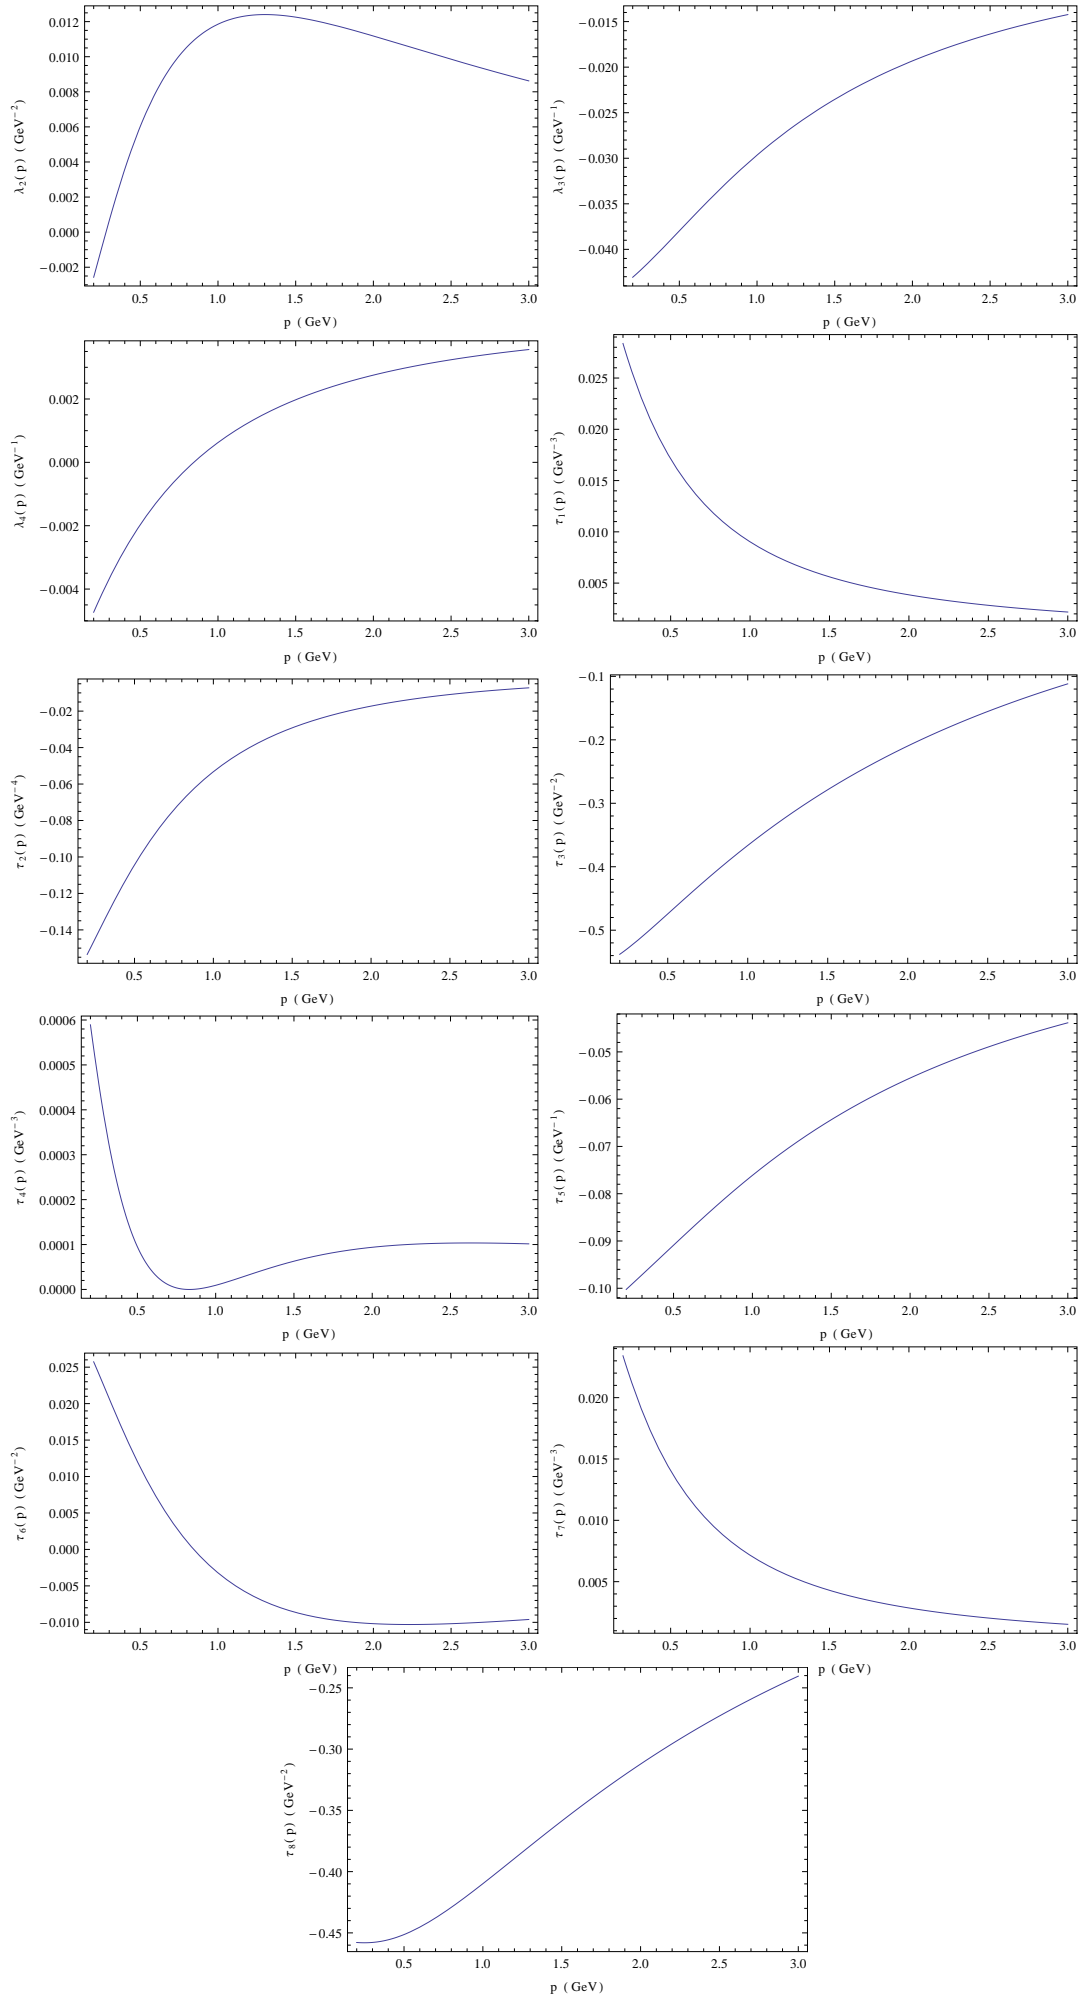 λ2(p) (GeV−2)
0.012
0.010
0.008
0.006
0.004
0.002
0.000
−0.002
0.5 1.0 1.5 2.0 2.5 3.0
p (GeV)
λ3(p) (GeV−1)
−0.015
−0.020
−0.025
−0.030
−0.035
−0.040
0.5 1.0 1.5 2.0 2.5 3.0
p (GeV)
λ4(p) (GeV−1)
0.002
0.000
−0.002
−0.004
0.5 1.0 1.5 2.0 2.5 3.0
p (GeV)
τ1(p) (GeV−3)
0.025
0.020
0.015
0.010
0.005
0.5 1.0 1.5 2.0 2.5 3.0
p (GeV)
τ2(p) (GeV−4)
−0.02
−0.04
−0.06
−0.08
−0.10
−0.12
−0.14
0.5 1.0 1.5 2.0 2.5 3.0
p (GeV)
τ3(p) (GeV−2)
−0.1
−0.2
−0.3
−0.4
−0.5
0.5 1.0 1.5 2.0 2.5 3.0
p (GeV)
τ4(p) (GeV−3)
0.0006
0.0005
0.0004
0.0003
0.0002
0.0001
0.0000
0.5 1.0 1.5 2.0 2.5 3.0
p (GeV)
τ5(p) (GeV−1)
−0.05
−0.06
−0.07
−0.08
−0.09
−0.10
0.5 1.0 1.5 2.0 2.5 3.0
p (GeV)
τ6(p) (GeV−2)
0.025
0.020
0.015
0.010
0.005
0.000
−0.005
−0.010
0.5 1.0 1.5 2.0 2.5 3.0
p (GeV)
τ7(p) (GeV−3)
0.020
0.015
0.010
0.005
0.5 1.0 1.5 2.0 2.5 3.0
p (GeV)
τ8(p) (GeV−2)
−0.25
−0.30
−0.35
−0.40
−0.45
0.5 1.0 1.5 2.0 2.5 3.0
p (GeV)